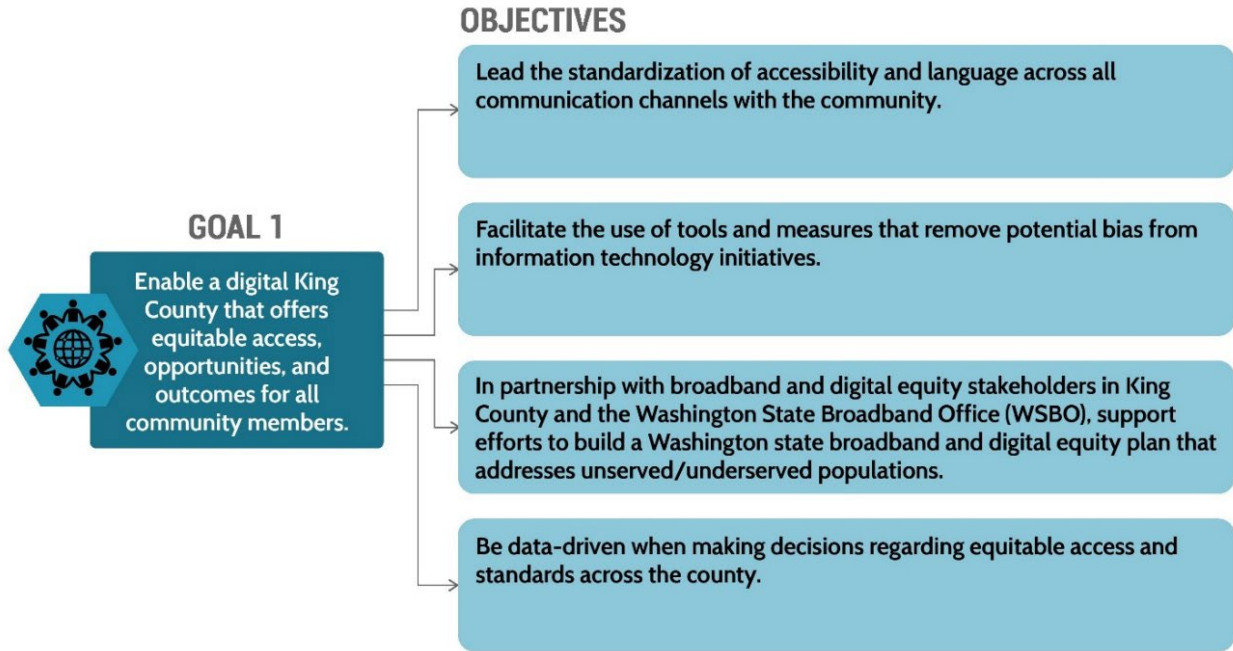 OBJECTIVES
Lead the standardization of accessibility and language across all
communication channels with the community.
Facilitate the use of tools and measures that remove potential bias from
information technology initiatives.
GOAL 1
Enable a digital King
County that offers
equitable access,
opportunities, and
outcomes for all
community members.
In partnership with broadband and digital equity stakeholders in King
County and the Washington State Broadband Office (WSBO), support
efforts to build a Washington state broadband and digital equity plan that
addresses unserved/underserved populations.
Be data-driven when making decisions regarding equitable access and
standards across the county.